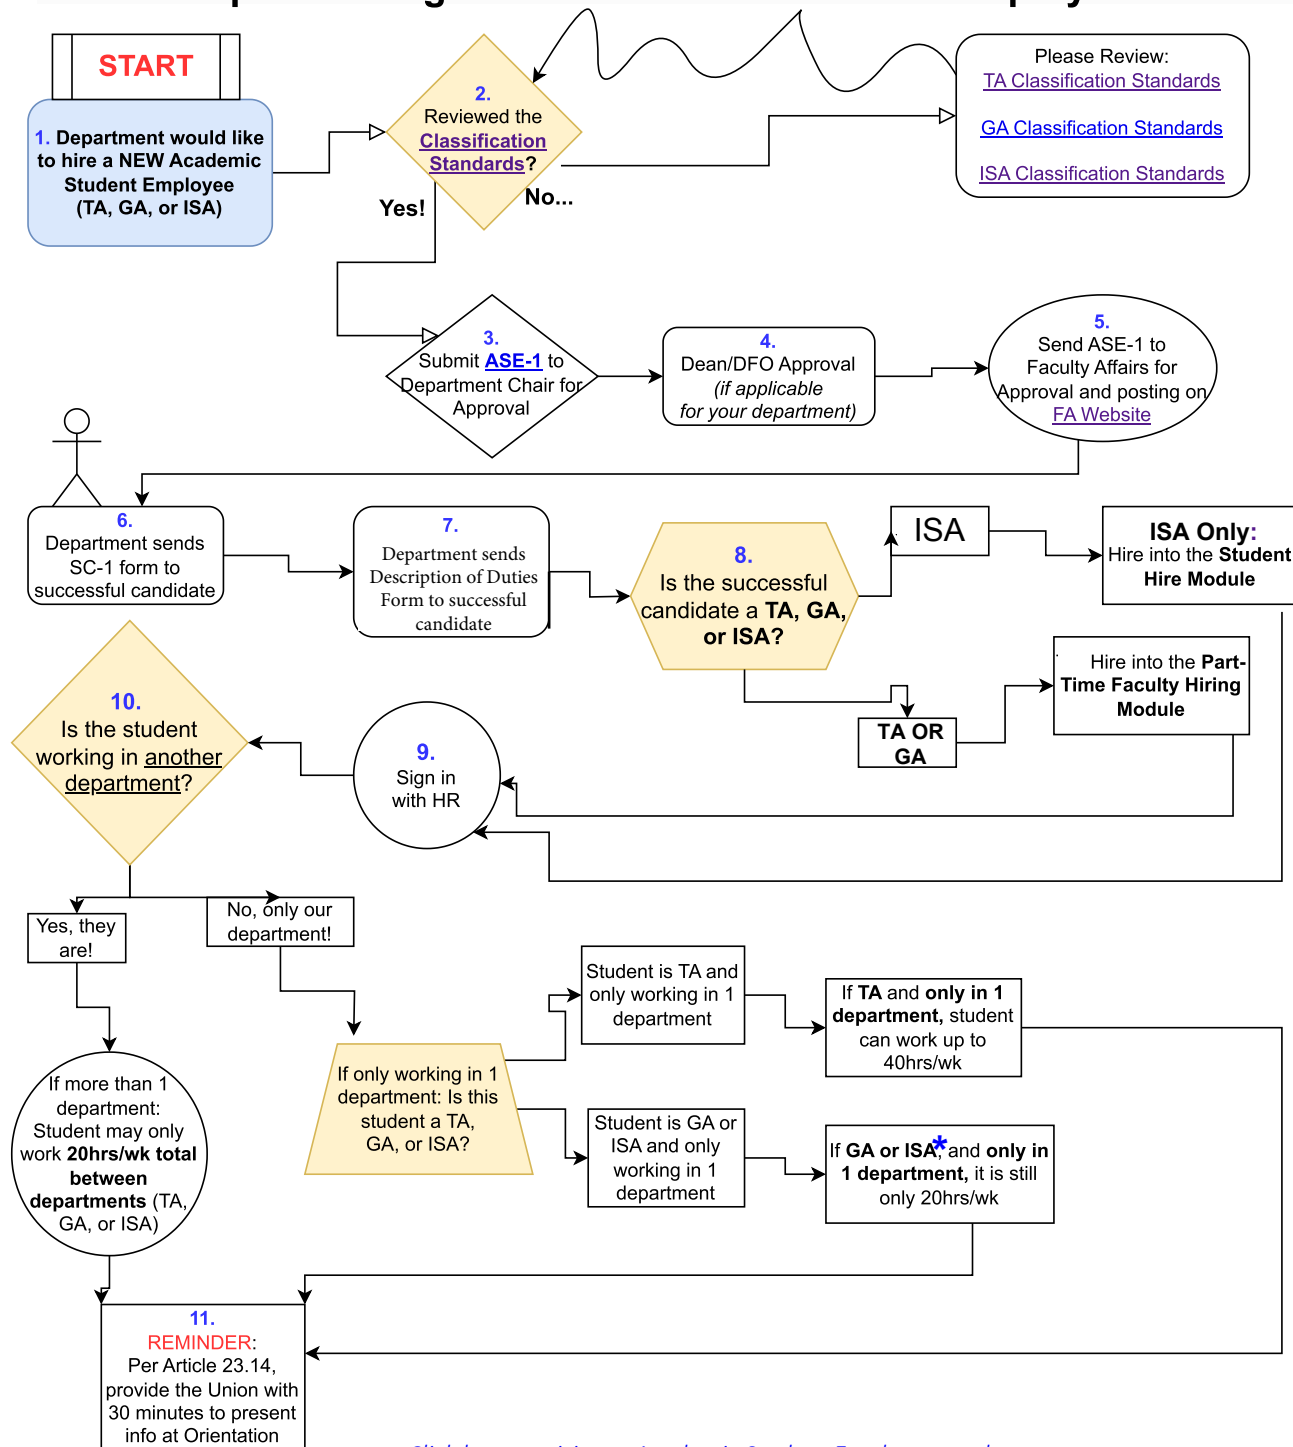 START
1. Department would like
to hire a NEW Academic
Student Employee
(TA, GA, or ISA)
2.
Reviewed the
Classification
Standards?
Yes!
No...
Please Review:
TA Classification Standards
GA Classification Standards
ISA Classification Standards
3.
Submit ASE-1 to
Department Chair for
Approval
4.
Dean/DFO Approval
(if applicable
for your department)
5.
Send ASE-1 to
Faculty Affairs for
Approval and posting on
FA Website
6.
Department sends
SC-1 form to
successful candidate
7.
Department sends
Description of Duties
Form to successful
candidate
8.
Is the successful
candidate a TA, GA,
or ISA?
ISA
ISA Only:
Hire into the Student
Hire Module
TA OR
GA
Hire into the Part-
Time Faculty Hiring
Module
9.
Sign in
with HR
10.
Is the student
working in another
department?
Yes, they
are!
No, only our
department!
If more than 1
department:
Student may only
work 20hrs/wk total
between
departments (TA,
GA, or ISA)
If only working in 1
department: Is this
student a TA,
GA, or ISA?
Student is TA and
only working in 1
department
If TA and only in 1
department, student
can work up to
40hrs/wk
Student is GA or
ISA and only
working in 1
department
If GA or ISA*, and only in
1 department, it is still
only 20hrs/wk
11.
REMINDER:
Per Article 23.14,
provide the Union with
30 minutes to present
info at Orientation